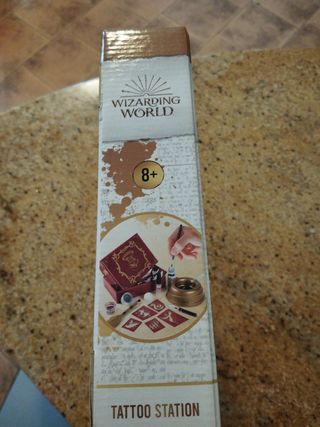 WIZARDING
WORLD
8+
TATTOO STATION